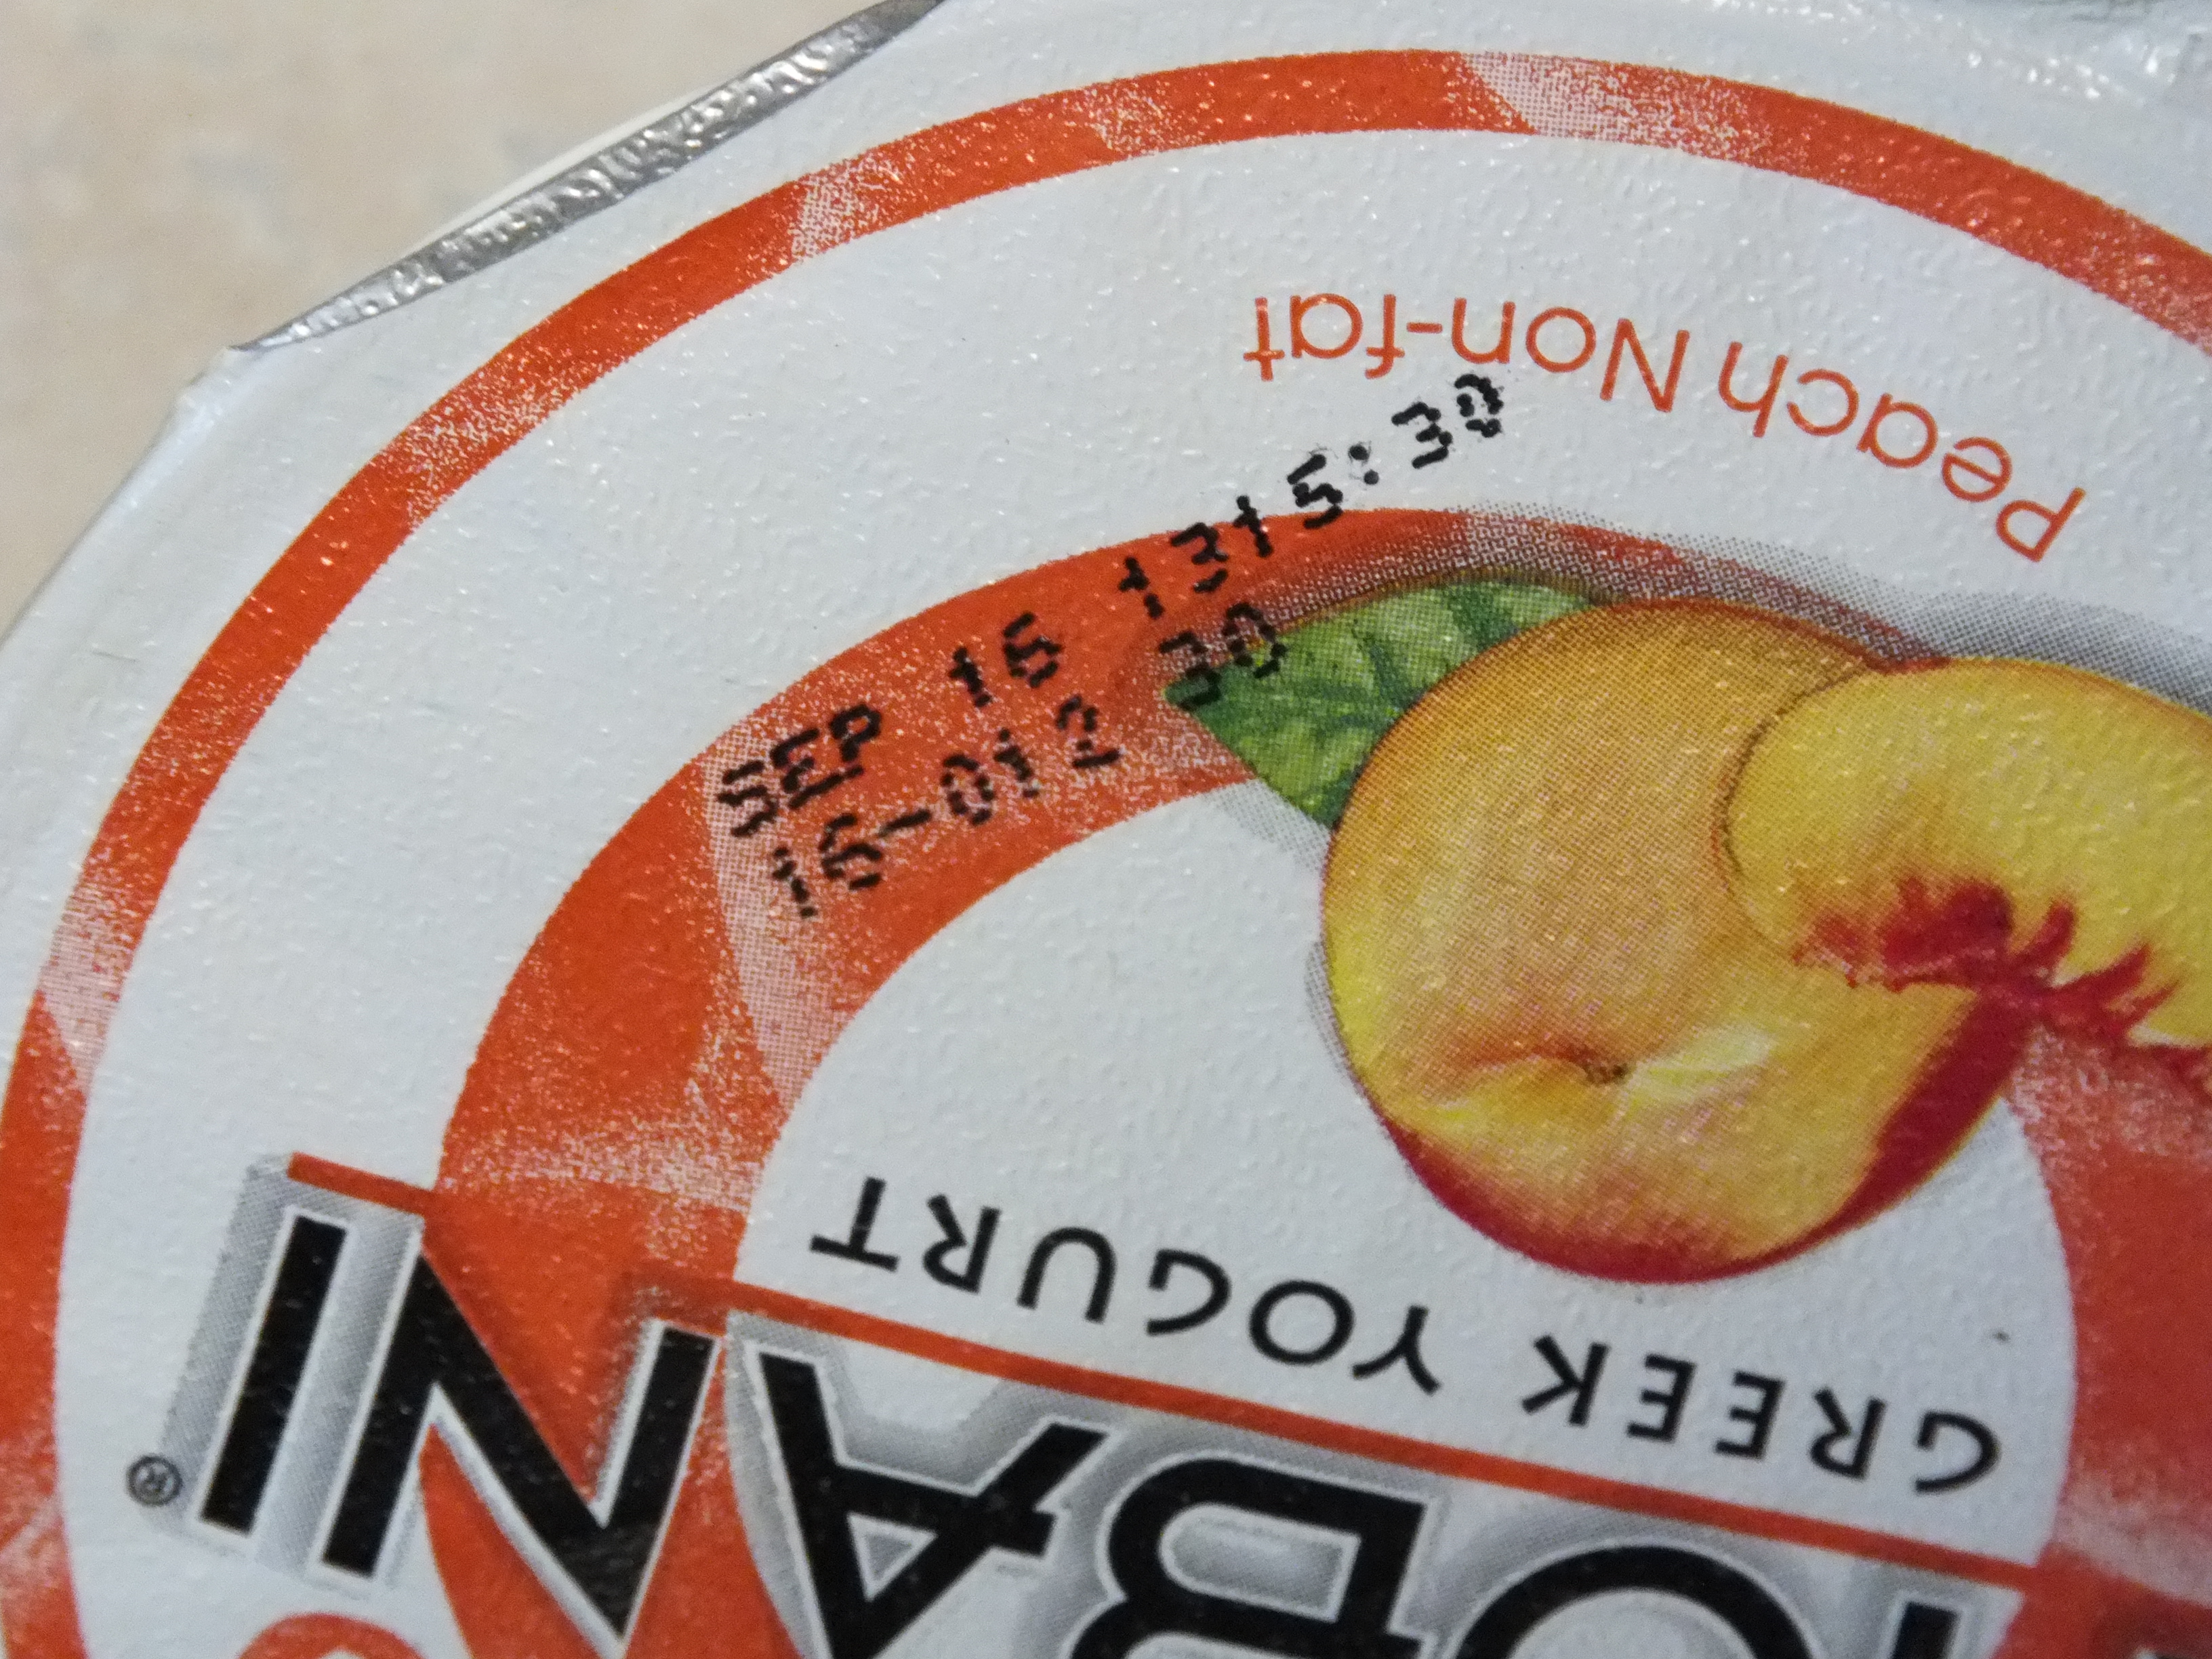 SEP 16 1315:30
16-012 30
OBANI®
GREEK YOGURT
Peach Non-fat